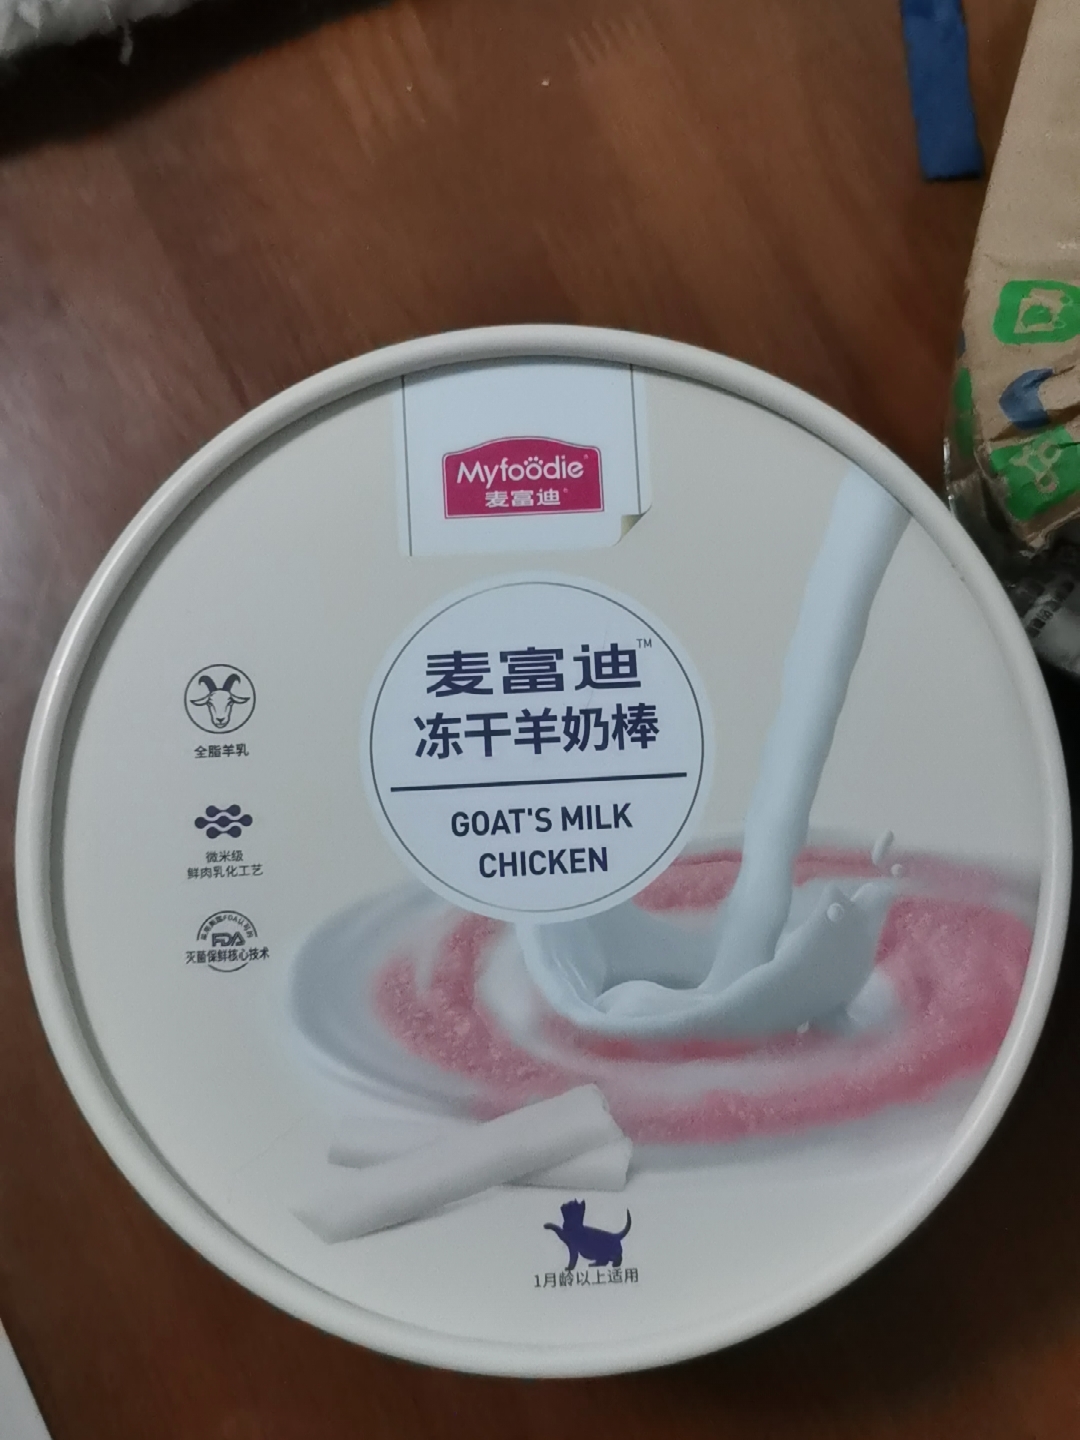 Myfoodie
麦富迪
麦富迪™
冻干羊奶棒
GOAT'S MILK
CHICKEN
全脂羊乳
微米级
鲜肉乳化工艺
FDA
灭菌保鲜核心技术
1月龄以上适用